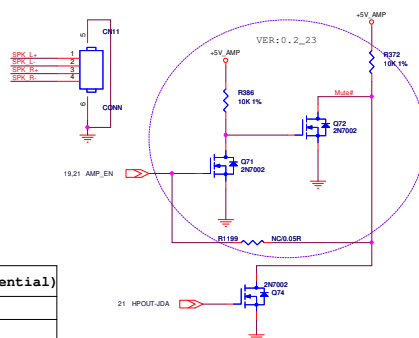 CN11
5
SPK_L+ 1
SPK_L- 2
SPK_R+ 3
SPK_R- 4
6
CONN
+5V_AMP
VER:0.2_23
+5V_AMP
R372
10K 1%
R386
10K 1%
Mute#
Q72
2N7002
Q71
2N7002
19,21 AMP_EN
R1199 NC/0.05R
ential)
2N7002
Q74
21 HPOUT-JDA